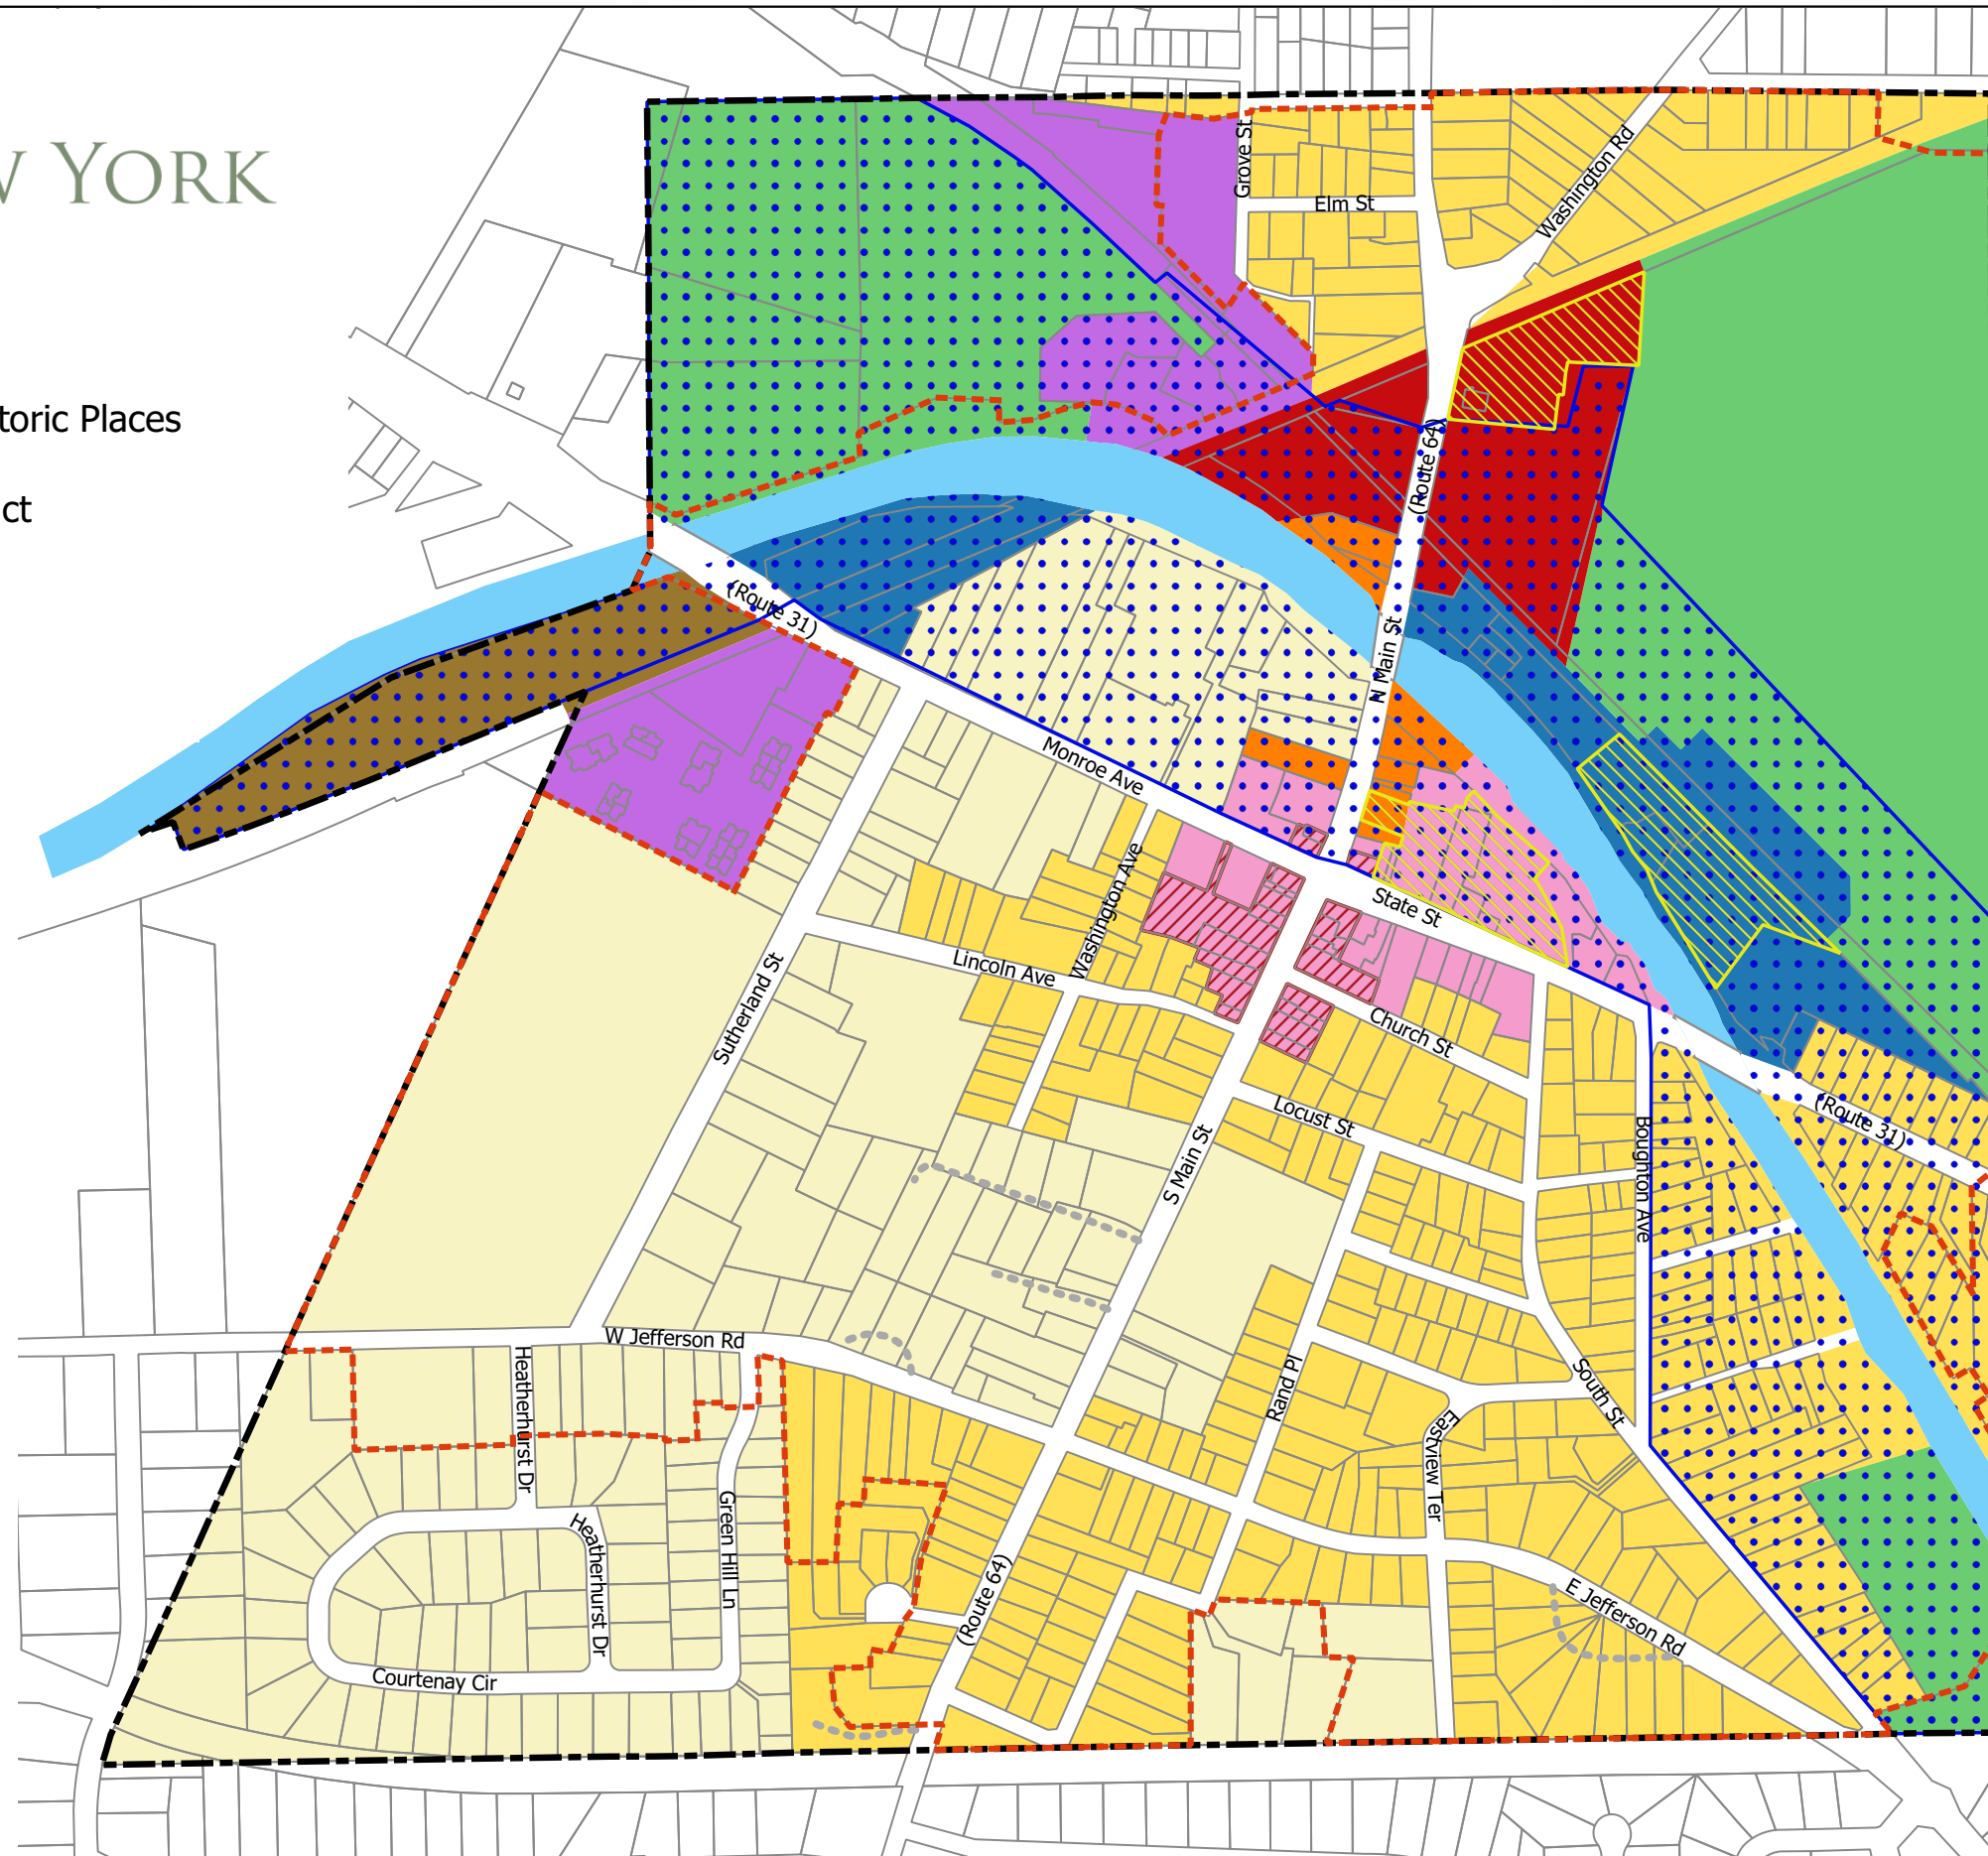 W YORK
toric Places
ct
Grove St
Elm St
Washington Rd
(Route 64)
(Route 31)
N Main St
Monroe Ave
State St
Washington Ave
Lincoln Ave
Sutherland St
Church St
Locust St
Boughton Ave
(Route 31)
S Main St
W Jefferson Rd
Heatherhurst Dr
Rand Pl
South St
Eastview Ter
Green Hill Ln
Heatherhurst Dr
(Route 64)
E Jefferson Rd
Courtenay Cir